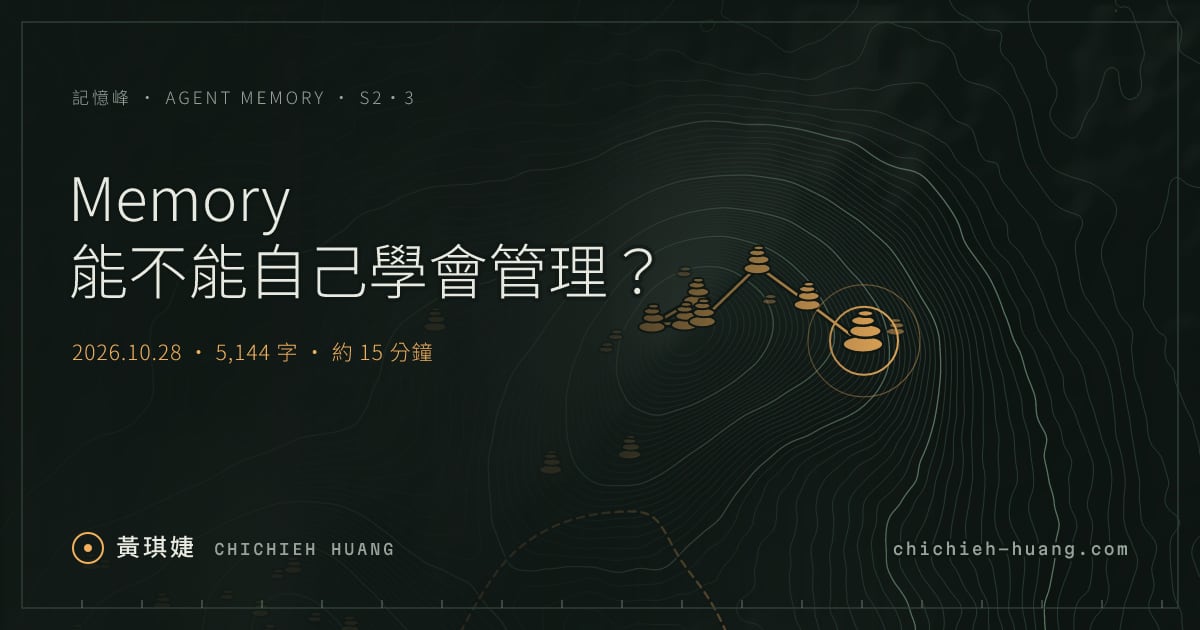 記憶峰 · AGENT MEMORY · S2·3
Memory
能不能自己學會管理？
2026.10.28 · 5,144 字 · 約 15 分鐘
黃琪婕 CHICHIEH HUANG
chichieh-huang.com